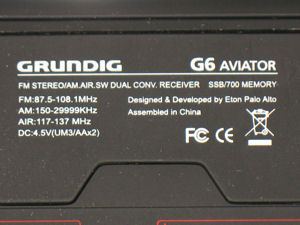 GRUNDIG G6 AVIATOR
FM STEREO/AM.AIR.SW DUAL CONV. RECEIVER SSB/700 MEMORY
FM:87.5-108.1MHz Designed & Developed by Eton Palo Alto
AM:150-29999KHz Assembled in China
AIR:117-137 MHz
DC:4.5V(UM3/AAx2) FC CE